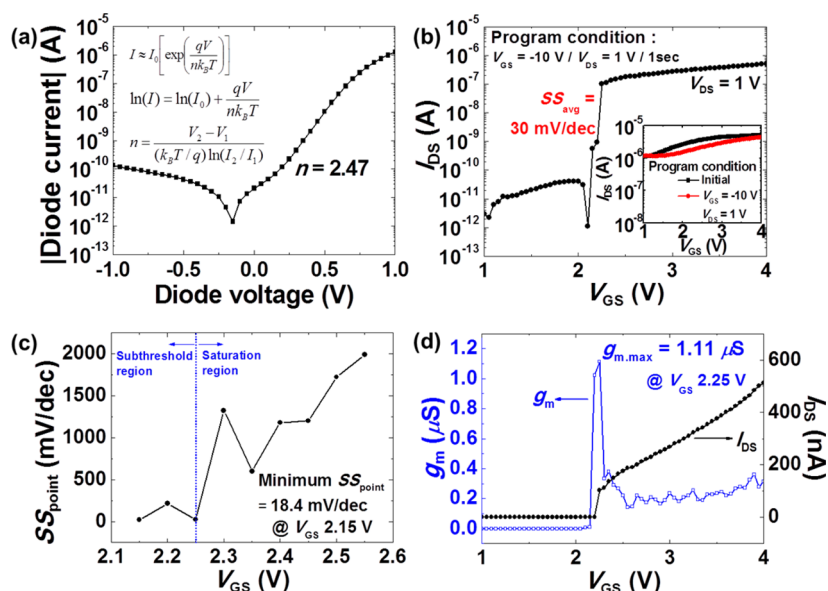 (a)
I ≈ I₀[exp(qV/nk_BT)]
ln(I) = ln(I₀) + qV/nk_BT
n = V₂ − V₁/(k_BT / q)ln(I₂ / I₁)
n = 2.47
|Diode current| (A)
10⁻⁵
10⁻⁶
10⁻⁷
10⁻⁸
10⁻⁹
10⁻¹⁰
10⁻¹¹
10⁻¹²
10⁻¹³
-1.0 -0.5 0.0 0.5 1.0
Diode voltage (V)
(b)
Program condition :
V_GS = -10 V / V_DS = 1 V / 1sec
V_DS = 1 V
SS_avg =
30 mV/dec
I_DS (A)
10⁻⁵
10⁻⁶
10⁻⁷
10⁻⁸
10⁻⁹
10⁻¹⁰
10⁻¹¹
10⁻¹²
10⁻¹³
1 2 3 4
V_GS (V)
10⁻⁵
10⁻⁶
10⁻⁷
10⁻⁸
I_DS (A)
Program condition
Initial
V_GS = -10 V
V_DS = 1 V
1 2 3 4
V_GS (V)
(c)
Subthreshold region
Saturation region
SS_point (mV/dec)
2000
1500
1000
500
0
Minimum SS_point
= 18.4 mV/dec
@ V_GS 2.15 V
2.1 2.2 2.3 2.4 2.5 2.6
V_GS (V)
(d)
g_m.max = 1.11 μS
@ V_GS 2.25 V
g_m
I_DS
g_m (μS)
1.2
1.0
0.8
0.6
0.4
0.2
0.0
600
400
200
0
I_DS (nA)
1 2 3 4
V_GS (V)